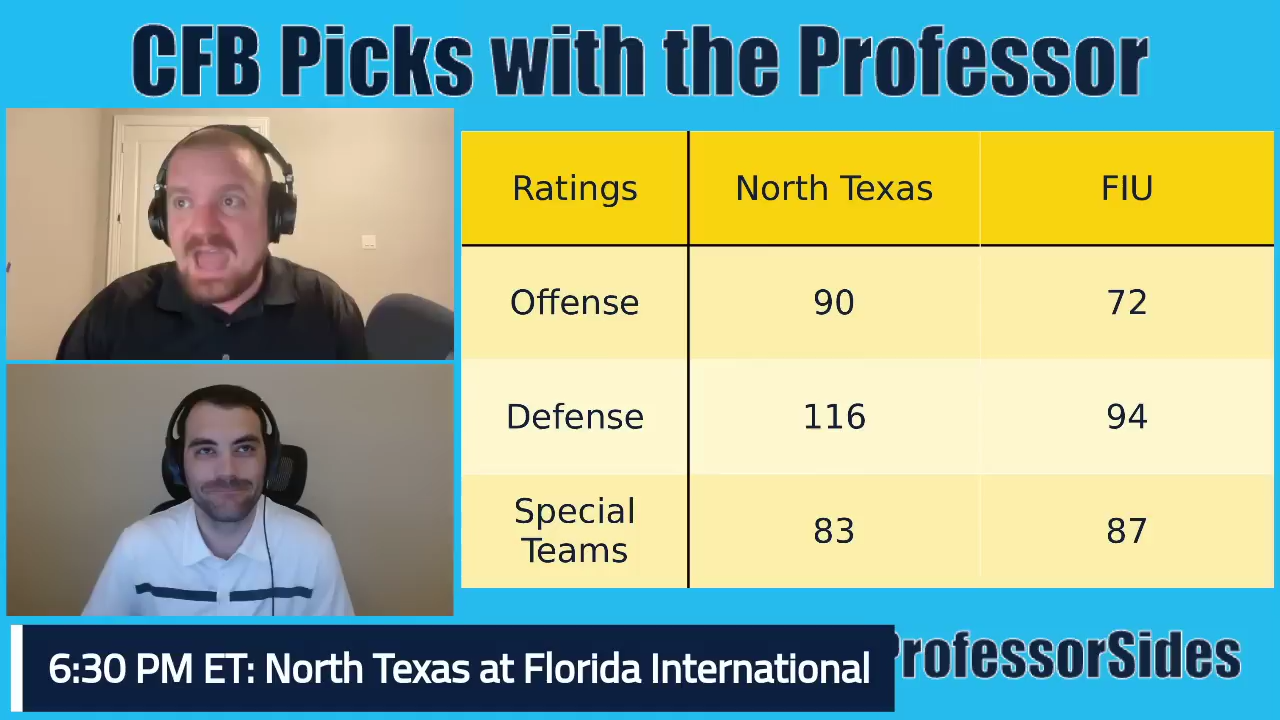 CFB Picks with the Professor
Ratings North Texas FIU
Offense 90 72
Defense 116 94
Special
Teams 83 87
6:30 PM ET: North Texas at Florida International
ProfessorSides